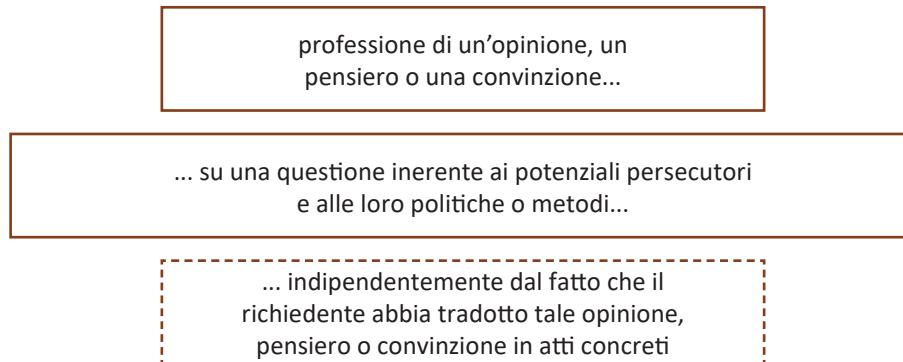 professione di un’opinione, un
pensiero o una convinzione...
... su una questione inerente ai potenziali persecutori
e alle loro politiche o metodi...
... indipendentemente dal fatto che il
richiedente abbia tradotto tale opinione,
pensiero o convinzione in atti concreti